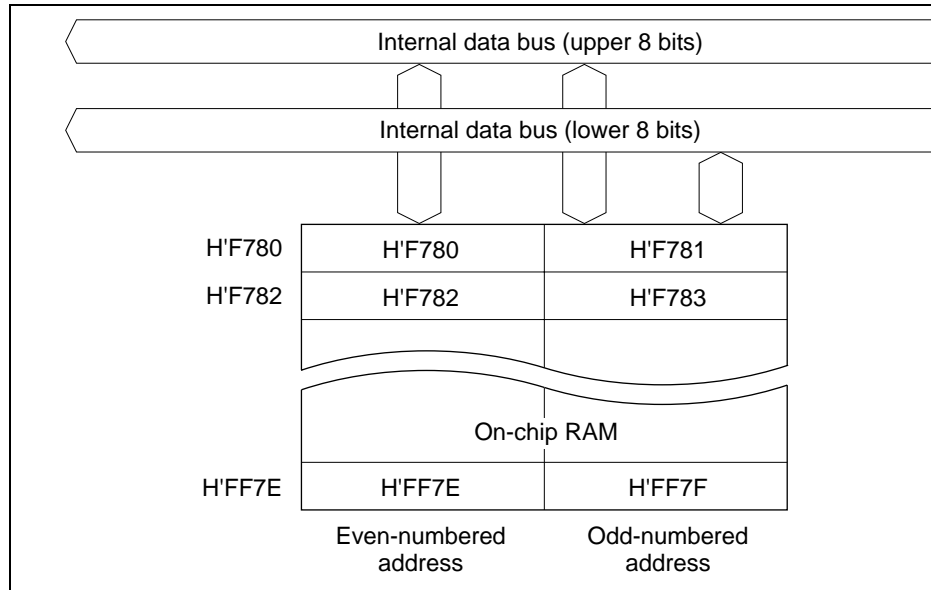 Internal data bus (upper 8 bits)
Internal data bus (lower 8 bits)
H'F780 H'F780 H'F781
H'F782 H'F782 H'F783
On-chip RAM
H'FF7E H'FF7E H'FF7F
Even-numbered address
Odd-numbered address